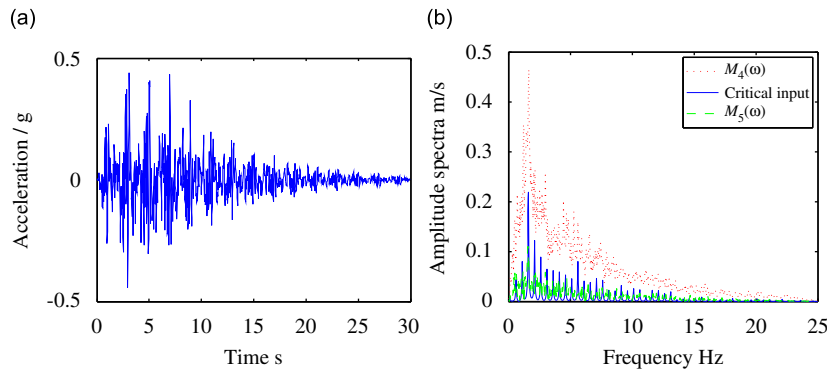 (a)
0.5
0
-0.5
Acceleration / g
0 5 10 15 20 25 30
Time s
(b)
0.5
0.4
0.3
0.2
0.1
0
Amplitude spectra m/s
M4(ω)
Critical input
M5(ω)
0 5 10 15 20 25
Frequency Hz